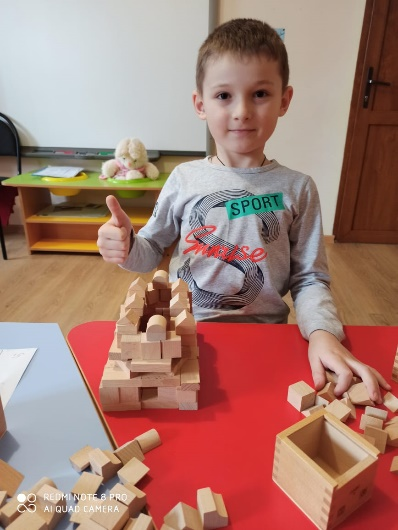 SPORT
Sunrise
REDMI NOTE 8 PRO
AI QUAD CAMERA